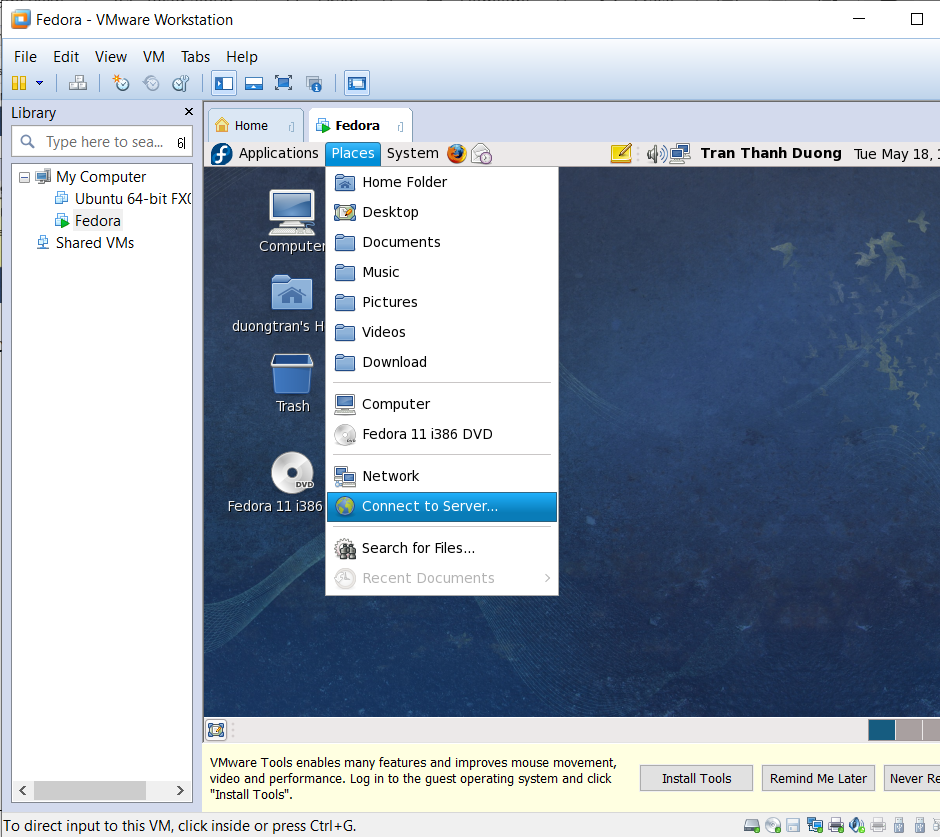 Fedora - VMware Workstation
File Edit View VM Tabs Help
Library
Type here to sea...
My Computer
Ubuntu 64-bit FX
Fedora
Shared VMs
Home
Fedora
Applications Places System
Tran Thanh Duong Tue May 18,
Computer
duongtran's H
Trash
DVD
Fedora 11 i386
Home Folder
Desktop
Documents
Music
Pictures
Videos
Download
Computer
Fedora 11 i386 DVD
Network
Connect to Server...
Search for Files...
Recent Documents
VMware Tools enables many features and improves mouse movement,
video and performance. Log in to the guest operating system and click
"Install Tools".
Install Tools
Remind Me Later
Never Re
To direct input to this VM, click inside or press Ctrl+G.